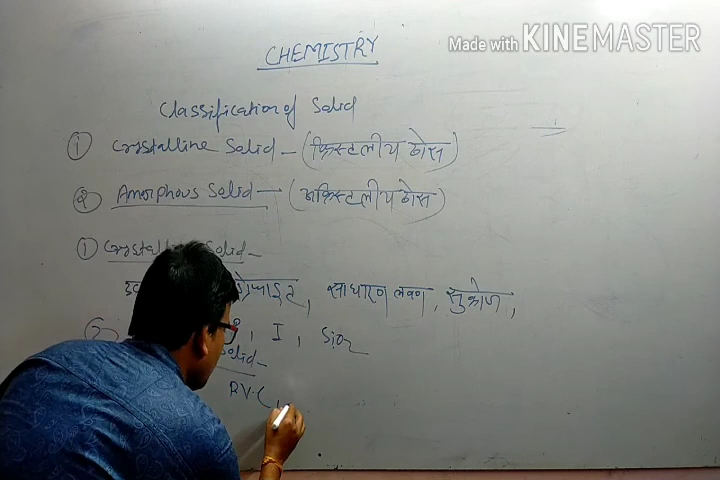 Made with KINEMASTER
CHEMISTRY
Classification of Solid
① Crystalline Solid - (क्रिस्टलीय ठोस)
② Amorphous Solid - (अक्रिस्टलीय ठोस)
① Crystalline Solid -
ग्रेफाइट, साधारण लवण, सुक्रोज,
, I, SiO2
Solid -
P.V.C,